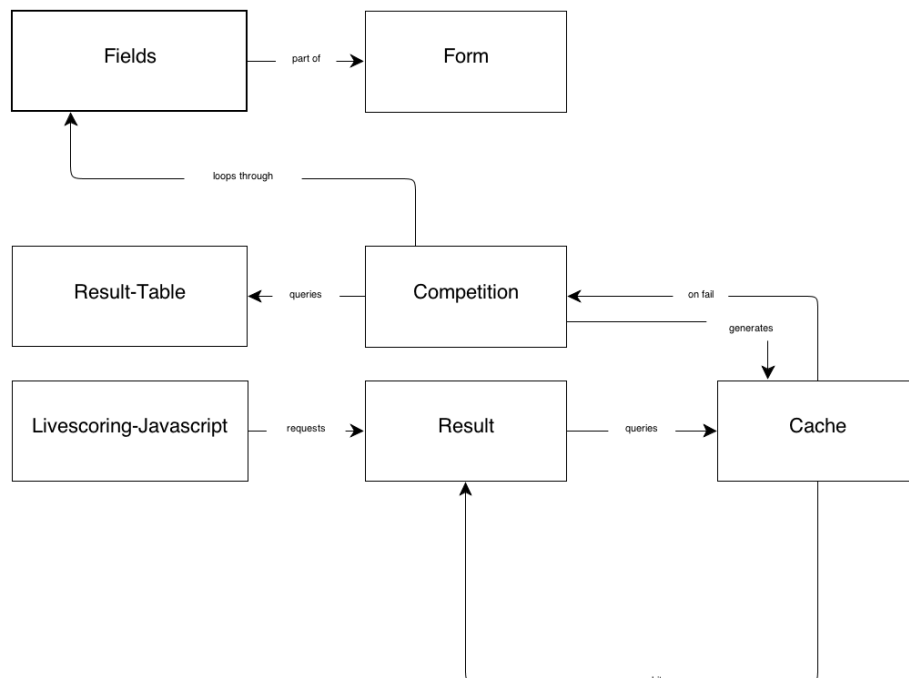 Fields
part of
Form
loops through
Result-Table
queries
Competition
on fail
generates
Livescoring-Javascript
requests
Result
queries
Cache